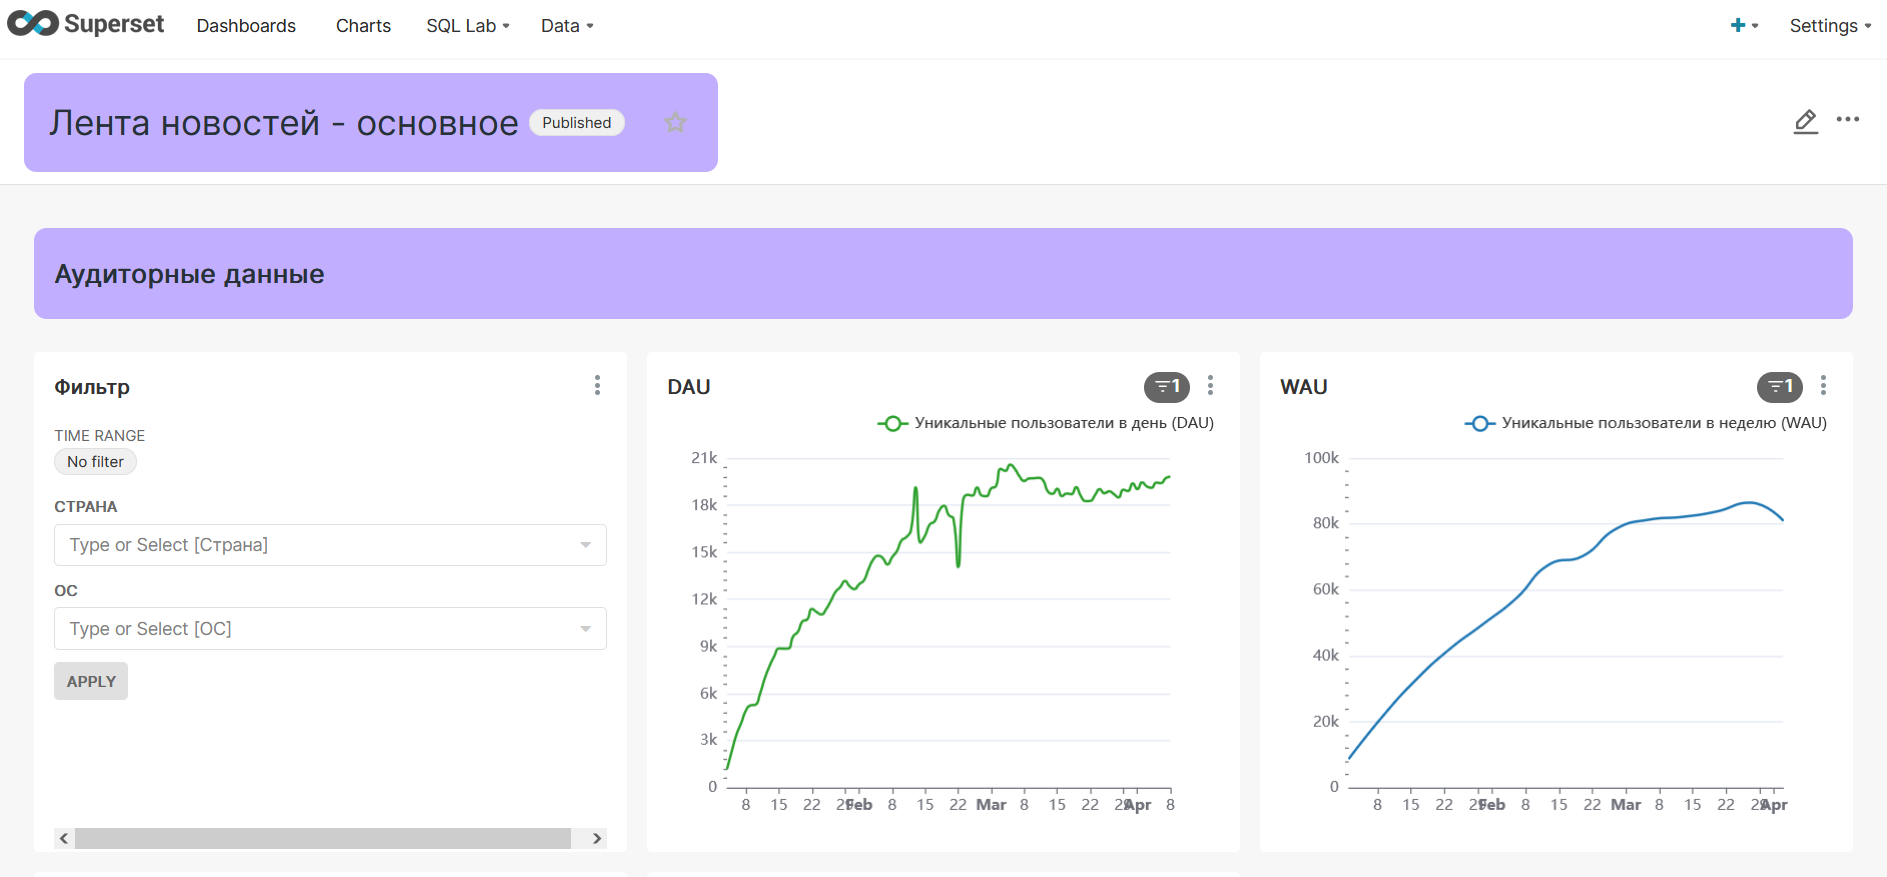 Superset Dashboards Charts SQL Lab Data + Settings
Лента новостей - основное Published
Аудиторные данные
Фильтр
TIME RANGE
No filter
СТРАНА
Type or Select [Страна]
ОС
Type or Select [ОС]
APPLY
DAU 1
Уникальные пользователи в день (DAU)
21k
18k
15k
12k
9k
6k
3k
0
8 15 22 29 Feb 8 15 22 Mar 8 15 22 29 Apr 8
WAU 1
Уникальные пользователи в неделю (WAU)
100k
80k
60k
40k
20k
0
8 15 22 29 Feb 8 15 22 Mar 8 15 22 29 Apr